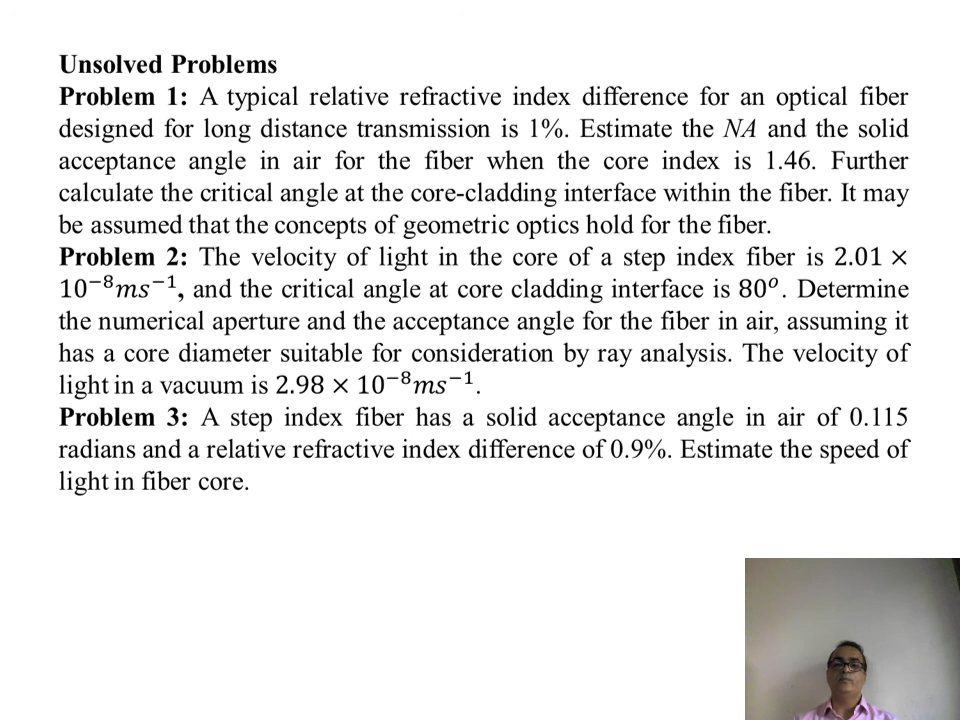 Unsolved Problems
Problem 1: A typical relative refractive index difference for an optical fiber
designed for long distance transmission is 1%. Estimate the NA and the solid
acceptance angle in air for the fiber when the core index is 1.46. Further
calculate the critical angle at the core-cladding interface within the fiber. It may
be assumed that the concepts of geometric optics hold for the fiber.
Problem 2: The velocity of light in the core of a step index fiber is 2.01 ×
10⁻⁸ms⁻¹, and the critical angle at core cladding interface is 80ᵒ. Determine
the numerical aperture and the acceptance angle for the fiber in air, assuming it
has a core diameter suitable for consideration by ray analysis. The velocity of
light in a vacuum is 2.98 × 10⁻⁸ms⁻¹.
Problem 3: A step index fiber has a solid acceptance angle in air of 0.115
radians and a relative refractive index difference of 0.9%. Estimate the speed of
light in fiber core.